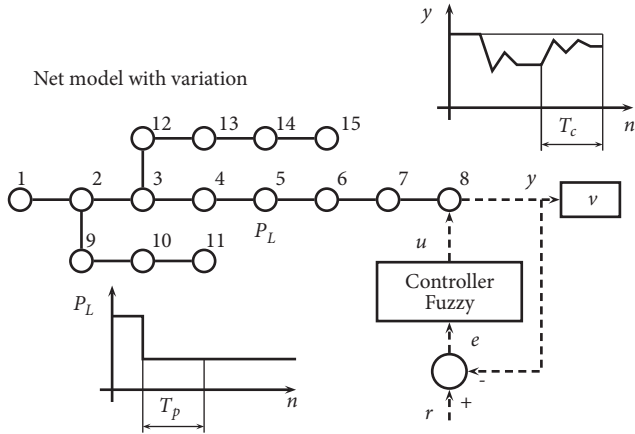 y
n
T_c
Net model with variation
12 13 14 15
1 2 3 4 5 6 7 8
y
v
P_L
u
9 10 11
Controller
Fuzzy
P_L
e
-
T_p
n
r
+